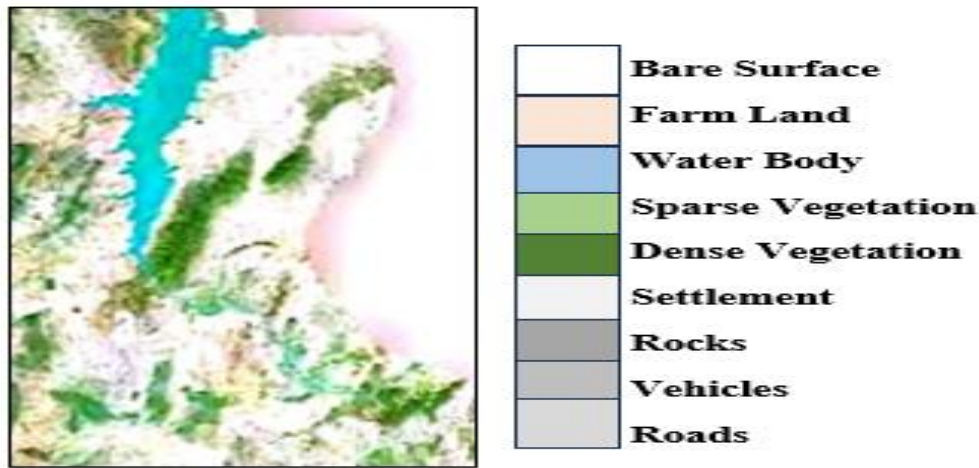 Bare Surface
Farm Land
Water Body
Sparse Vegetation
Dense Vegetation
Settlement
Rocks
Vehicles
Roads